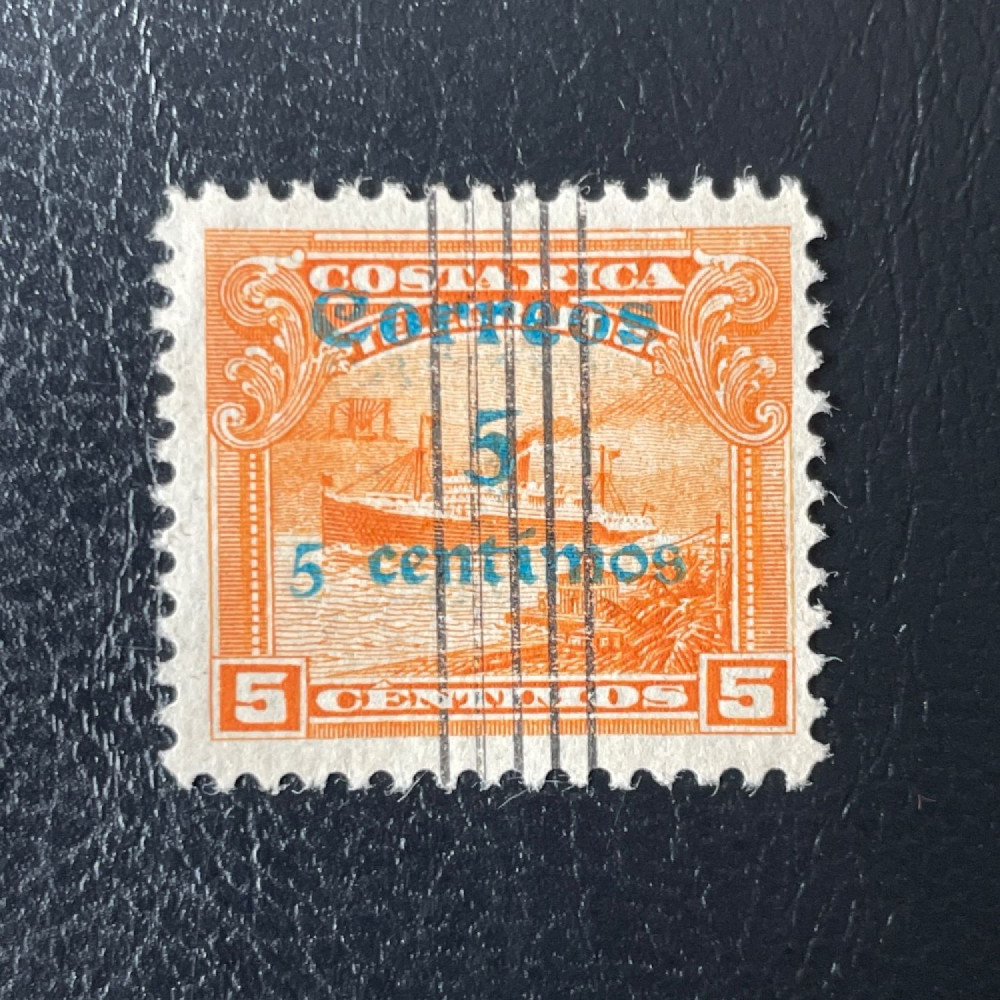 COSTA RICA
Correos
5
5 centimos
5 CENTIMOS 5